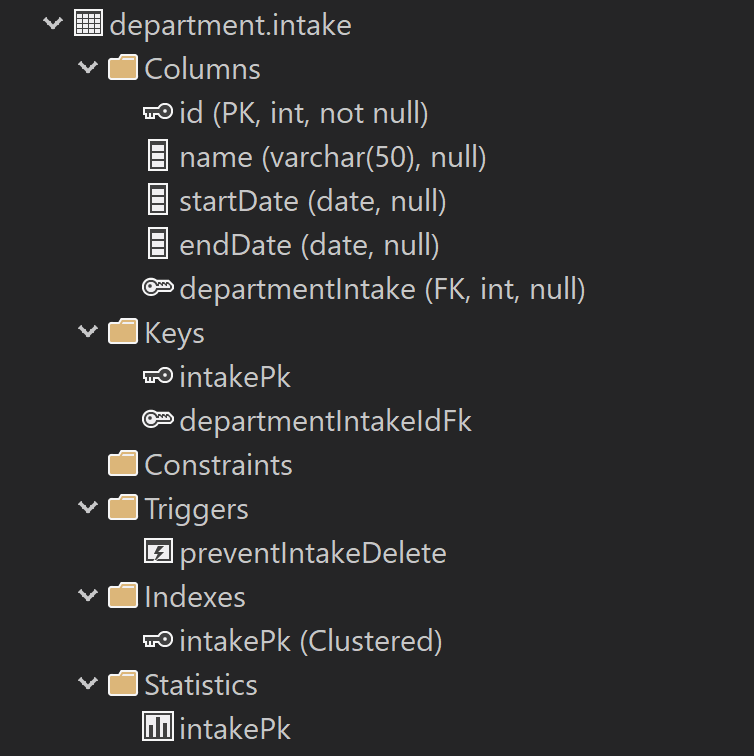 department.intake
Columns
id (PK, int, not null)
name (varchar(50), null)
startDate (date, null)
endDate (date, null)
departmentIntake (FK, int, null)
Keys
intakePk
departmentIntakeIdFk
Constraints
Triggers
preventIntakeDelete
Indexes
intakePk (Clustered)
Statistics
intakePk